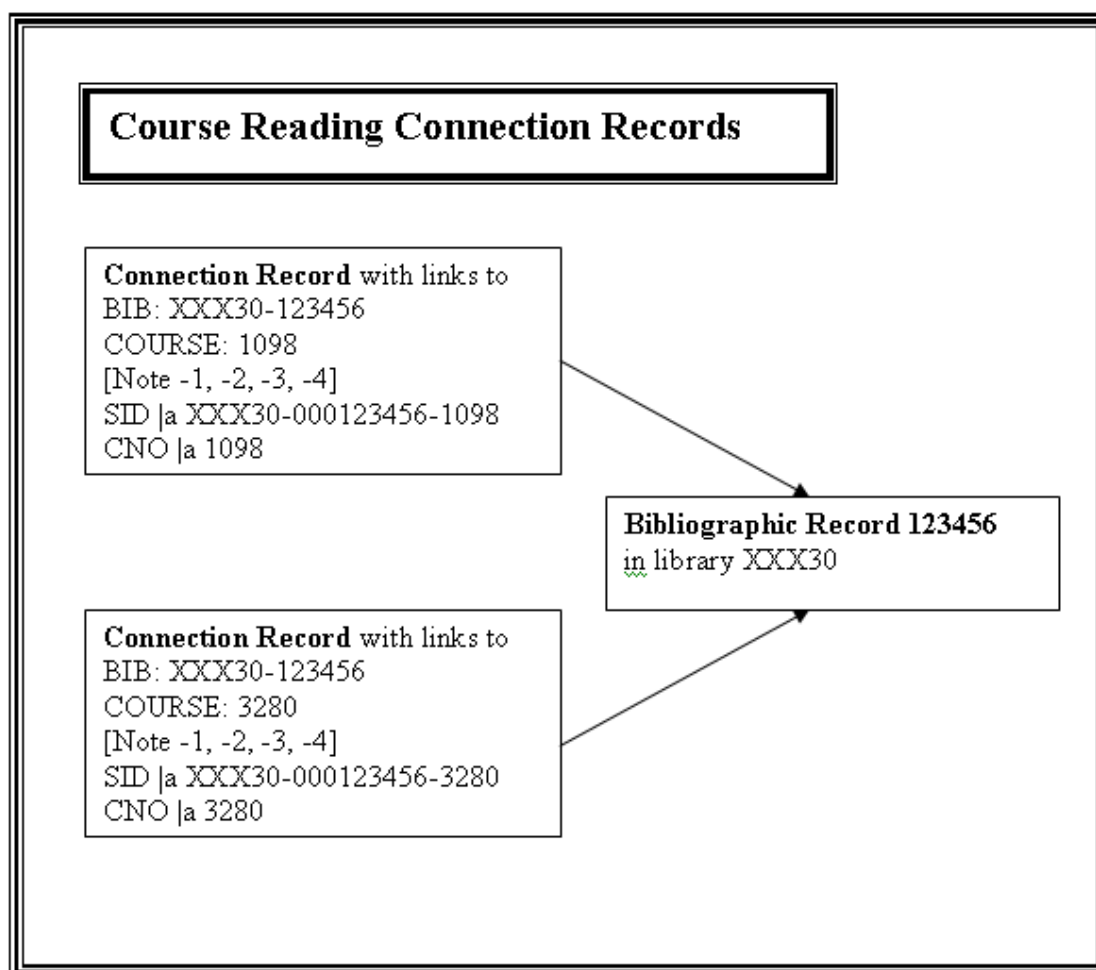 Course Reading Connection Records
Connection Record with links to
BIB: XXX30-123456
COURSE: 1098
[Note -1, -2, -3, -4]
SID |a XXX30-000123456-1098
CNO |a 1098
Bibliographic Record 123456
in library XXX30
Connection Record with links to
BIB: XXX30-123456
COURSE: 3280
[Note -1, -2, -3, -4]
SID |a XXX30-000123456-3280
CNO |a 3280